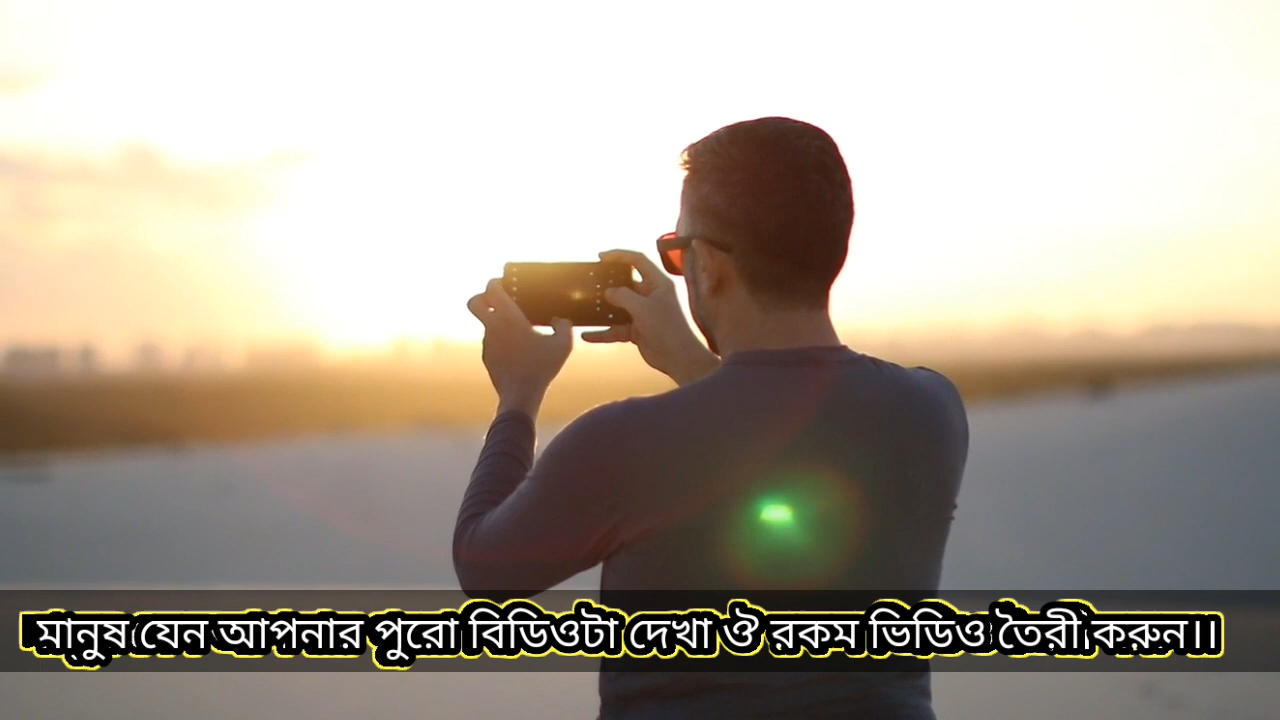 মানুষ যেন আপনার পুরো বিডিওটা দেখা ঔ রকম ভিডিও তৈরী করুন।।